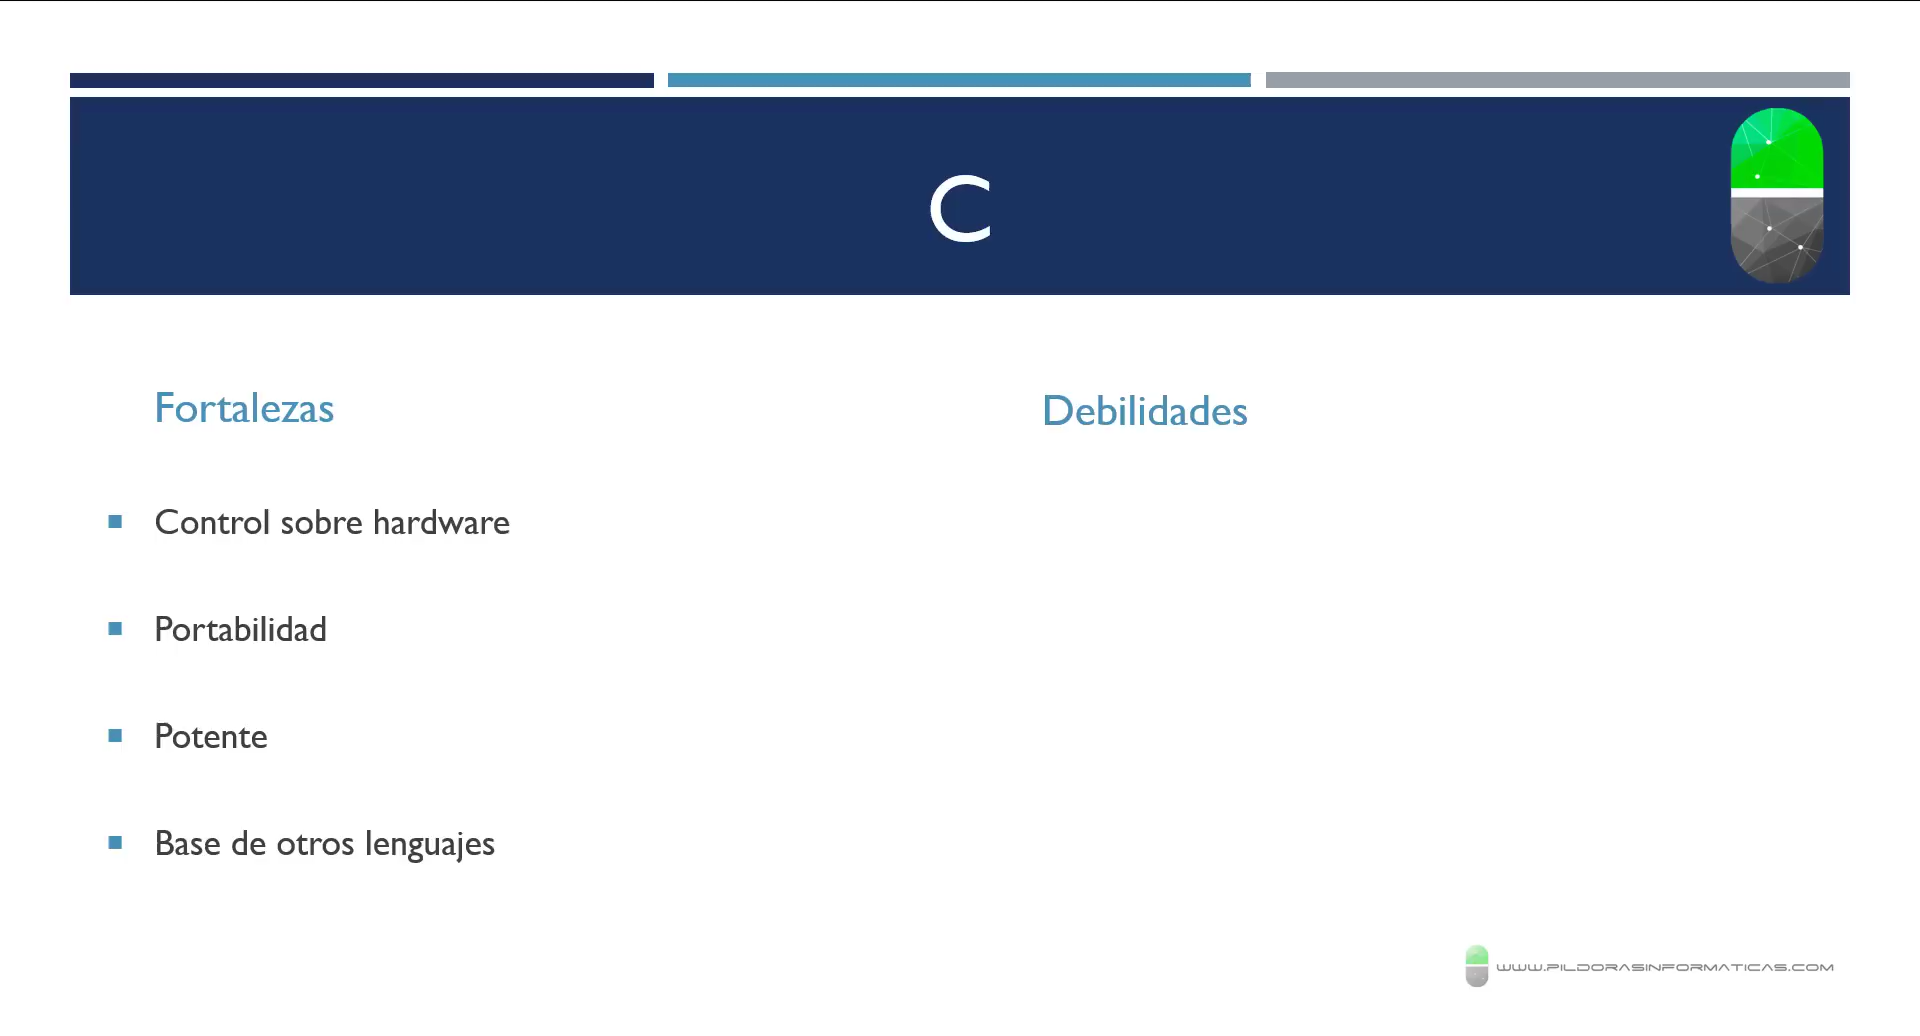 C
Fortalezas
Control sobre hardware
Portabilidad
Potente
Base de otros lenguajes
Debilidades
WWW.PILDORASINFORMATICAS.COM